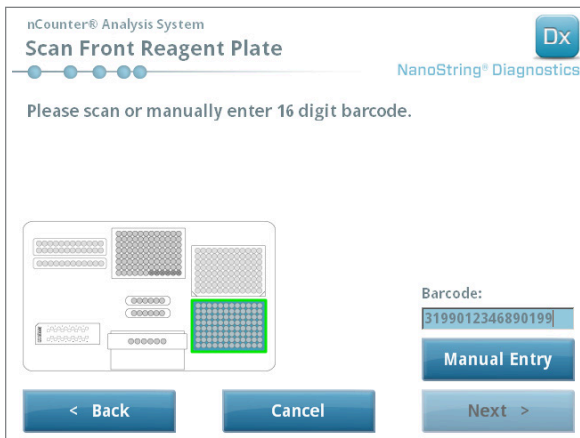 nCounter® Analysis System
Scan Front Reagent Plate
Dx
NanoString® Diagnostics
Please scan or manually enter 16 digit barcode.
Barcode:
3199012346890199
Manual Entry
< Back
Cancel
Next >